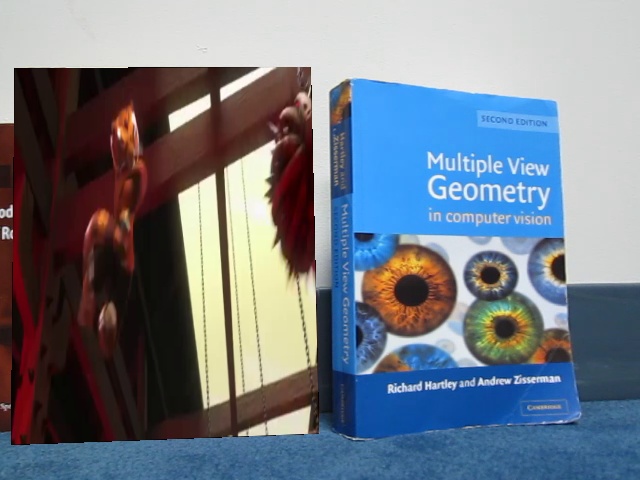 SECOND EDITION
Multiple View
Geometry
in computer vision
Richard Hartley and Andrew Zisserman
CAMBRIDGE
Hartley and
Zisserman
Multiple View Geometry